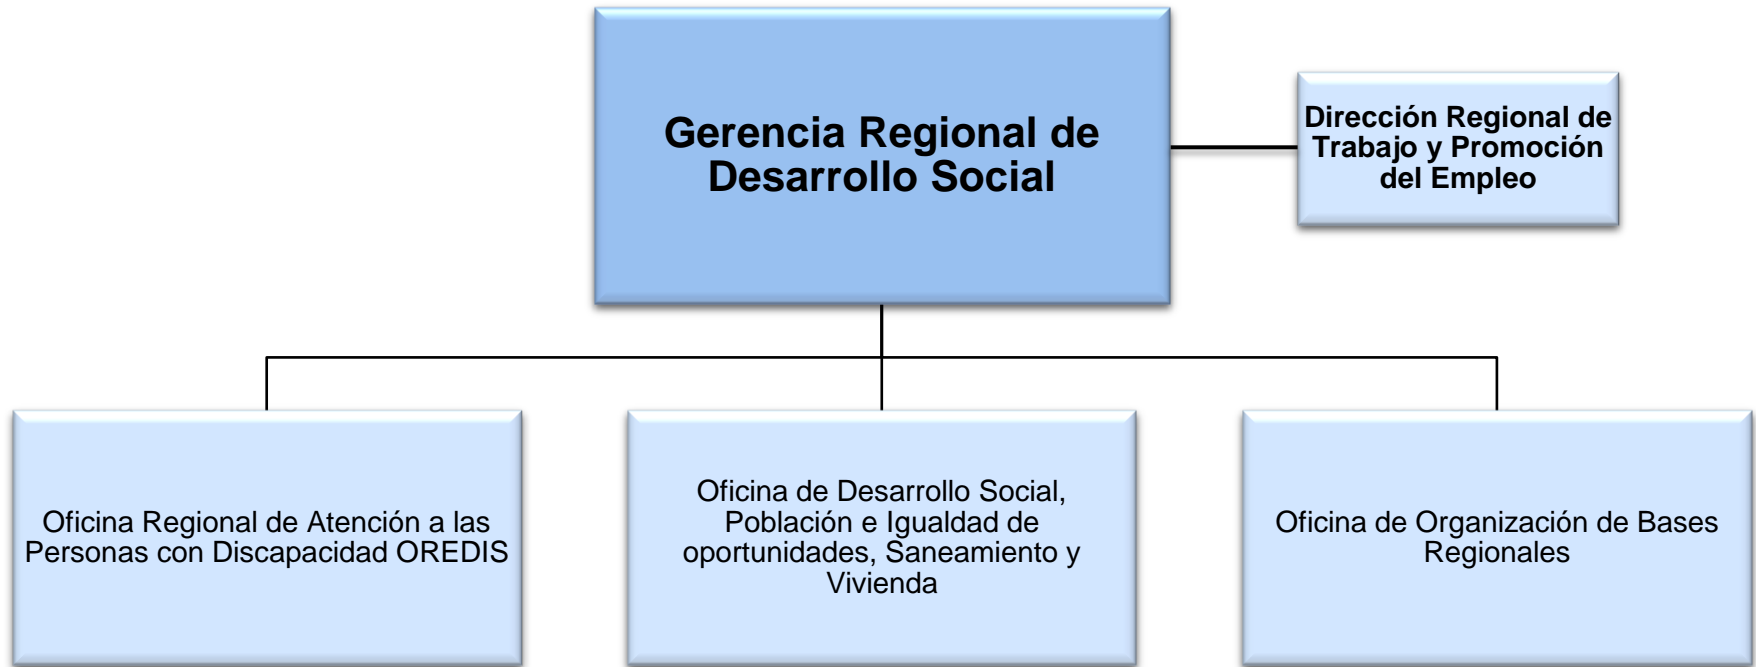 Gerencia Regional de
Desarrollo Social
Dirección Regional de
Trabajo y Promoción
del Empleo
Oficina Regional de Atención a las
Personas con Discapacidad OREDIS
Oficina de Desarrollo Social,
Población e Igualdad de
oportunidades, Saneamiento y
Vivienda
Oficina de Organización de Bases
Regionales